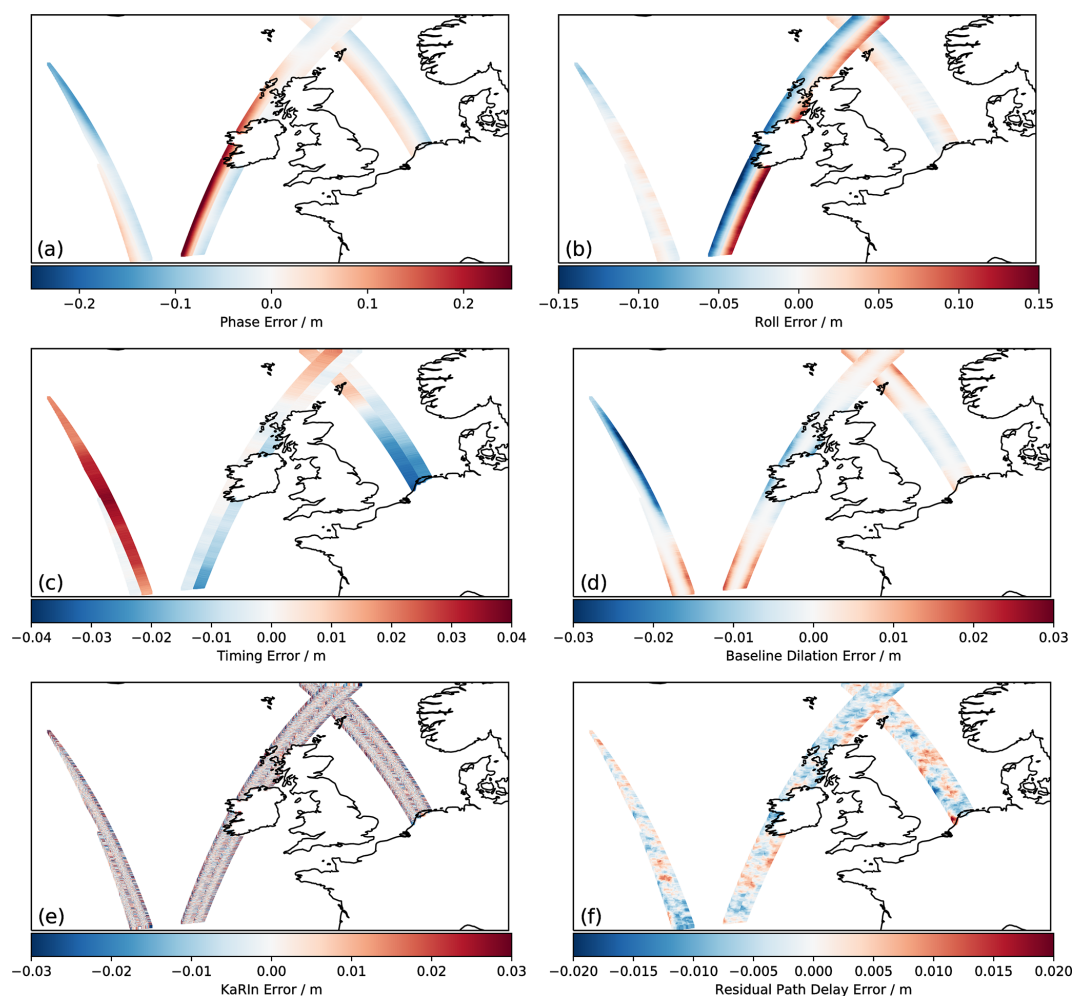 (a)
(b)
−0.2 −0.1 0.0 0.1 0.2
Phase Error / m
−0.15 −0.10 −0.05 0.00 0.05 0.10 0.15
Roll Error / m
(c)
(d)
−0.04 −0.03 −0.02 −0.01 0.00 0.01 0.02 0.03 0.04
Timing Error / m
−0.03 −0.02 −0.01 0.00 0.01 0.02 0.03
Baseline Dilation Error / m
(e)
(f)
−0.03 −0.02 −0.01 0.00 0.01 0.02 0.03
KaRIn Error / m
−0.020 −0.015 −0.010 −0.005 0.000 0.005 0.010 0.015 0.020
Residual Path Delay Error / m